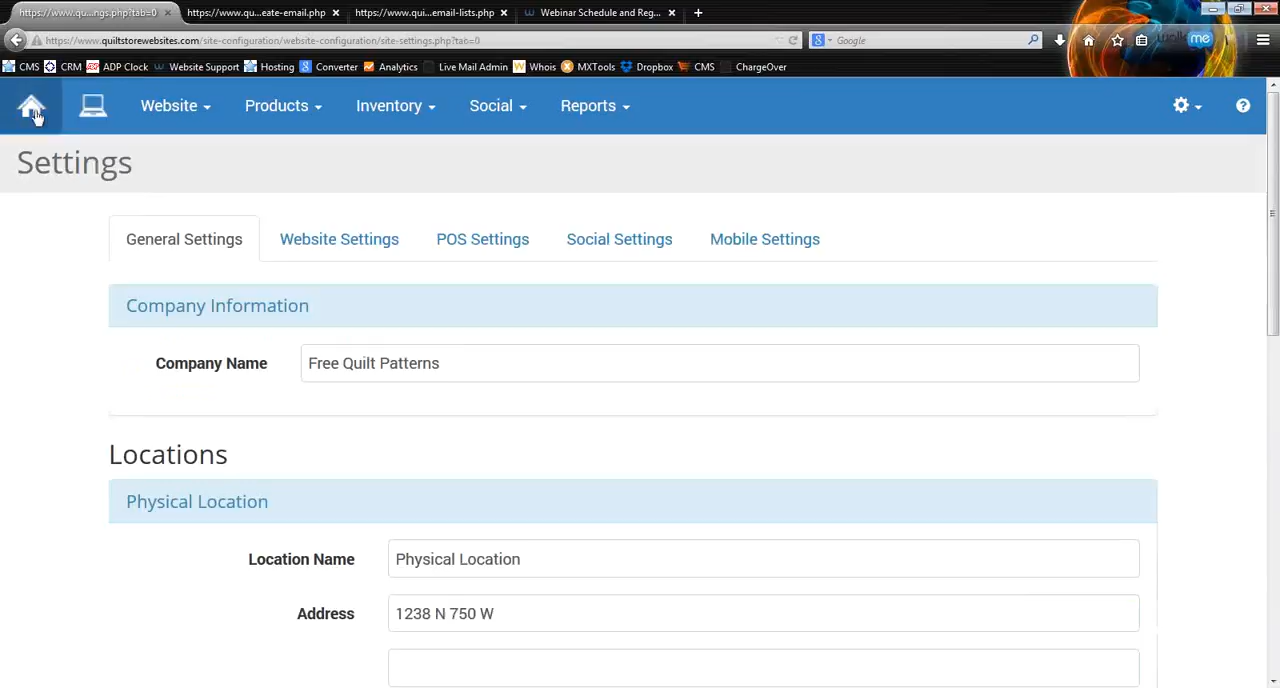 https://www.qu...ngs.php?tab=0 × https://www.qu...eate-email.php × https://www.qui...email-lists.php × Webinar Schedule and Reg... × +
https://www.quiltstorewebsites.com/site-configuration/website-configuration/site-settings.php?tab=0 Google me
CMS CRM ADP Clock Website Support Hosting Converter Analytics Live Mail Admin Whois MXTools Dropbox CMS ChargeOver
Website Products Inventory Social Reports
Settings
General Settings Website Settings POS Settings Social Settings Mobile Settings
Company Information
Company Name Free Quilt Patterns
Locations
Physical Location
Location Name Physical Location
Address 1238 N 750 W